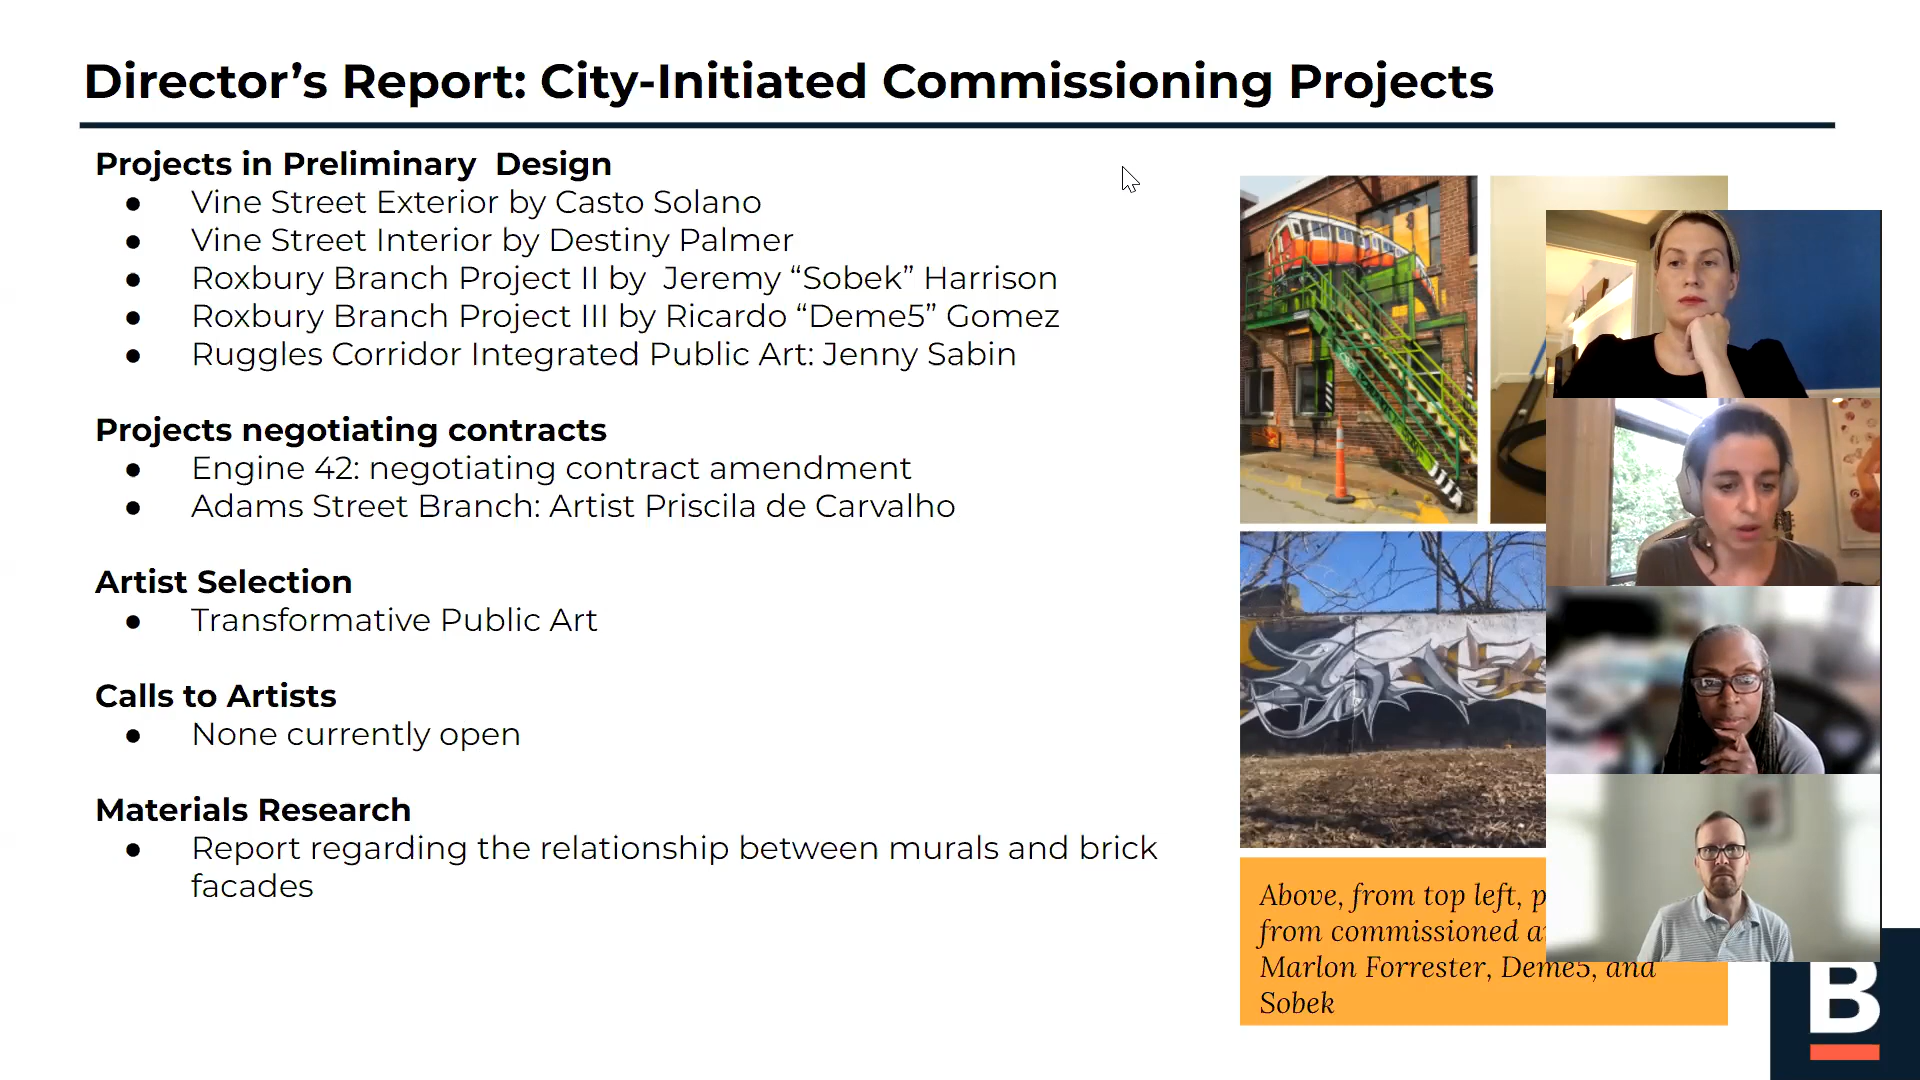 Director’s Report: City-Initiated Commissioning Projects
Projects in Preliminary  Design
● Vine Street Exterior by Casto Solano
● Vine Street Interior by Destiny Palmer
● Roxbury Branch Project II by  Jeremy “Sobek” Harrison
● Roxbury Branch Project III by Ricardo “Deme5” Gomez
● Ruggles Corridor Integrated Public Art: Jenny Sabin
Projects negotiating contracts
● Engine 42: negotiating contract amendment
● Adams Street Branch: Artist Priscila de Carvalho
Artist Selection
● Transformative Public Art
Calls to Artists
● None currently open
Materials Research
● Report regarding the relationship between murals and brick
facades
Above, from top left,
from commissioned
Marlon Forrester, Deme5, and
Sobek
B